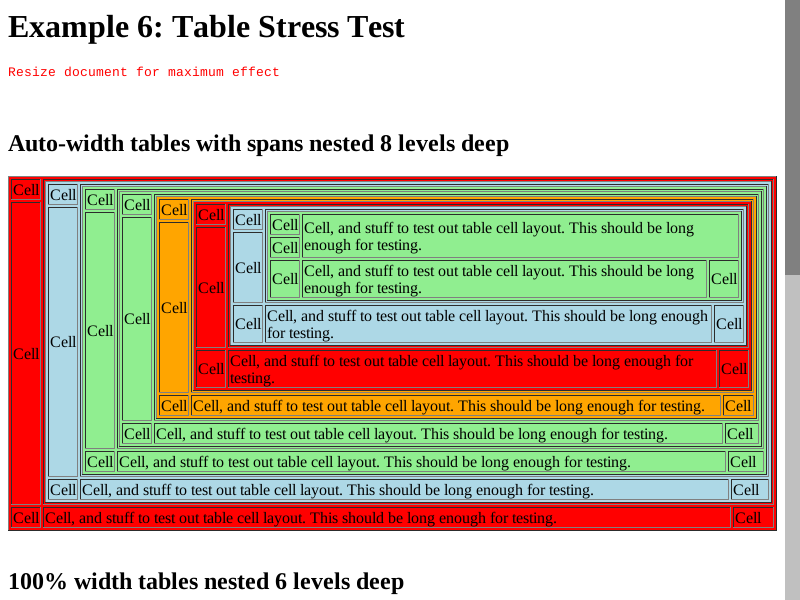 Example 6: Table Stress Test
Resize document for maximum effect
Auto-width tables with spans nested 8 levels deep
Cell
Cell
Cell
Cell
Cell
Cell
Cell
Cell Cell, and stuff to test out table cell layout. This should be long
enough for testing.
Cell
Cell Cell, and stuff to test out table cell layout. This should be long
enough for testing. Cell
Cell
Cell
Cell
Cell
Cell
Cell
Cell
Cell Cell, and stuff to test out table cell layout. This should be long enough
for testing. Cell
Cell Cell, and stuff to test out table cell layout. This should be long enough for
testing. Cell
Cell Cell, and stuff to test out table cell layout. This should be long enough for testing. Cell
Cell Cell, and stuff to test out table cell layout. This should be long enough for testing. Cell
Cell Cell, and stuff to test out table cell layout. This should be long enough for testing. Cell
Cell Cell, and stuff to test out table cell layout. This should be long enough for testing. Cell
Cell Cell, and stuff to test out table cell layout. This should be long enough for testing. Cell
100% width tables nested 6 levels deep